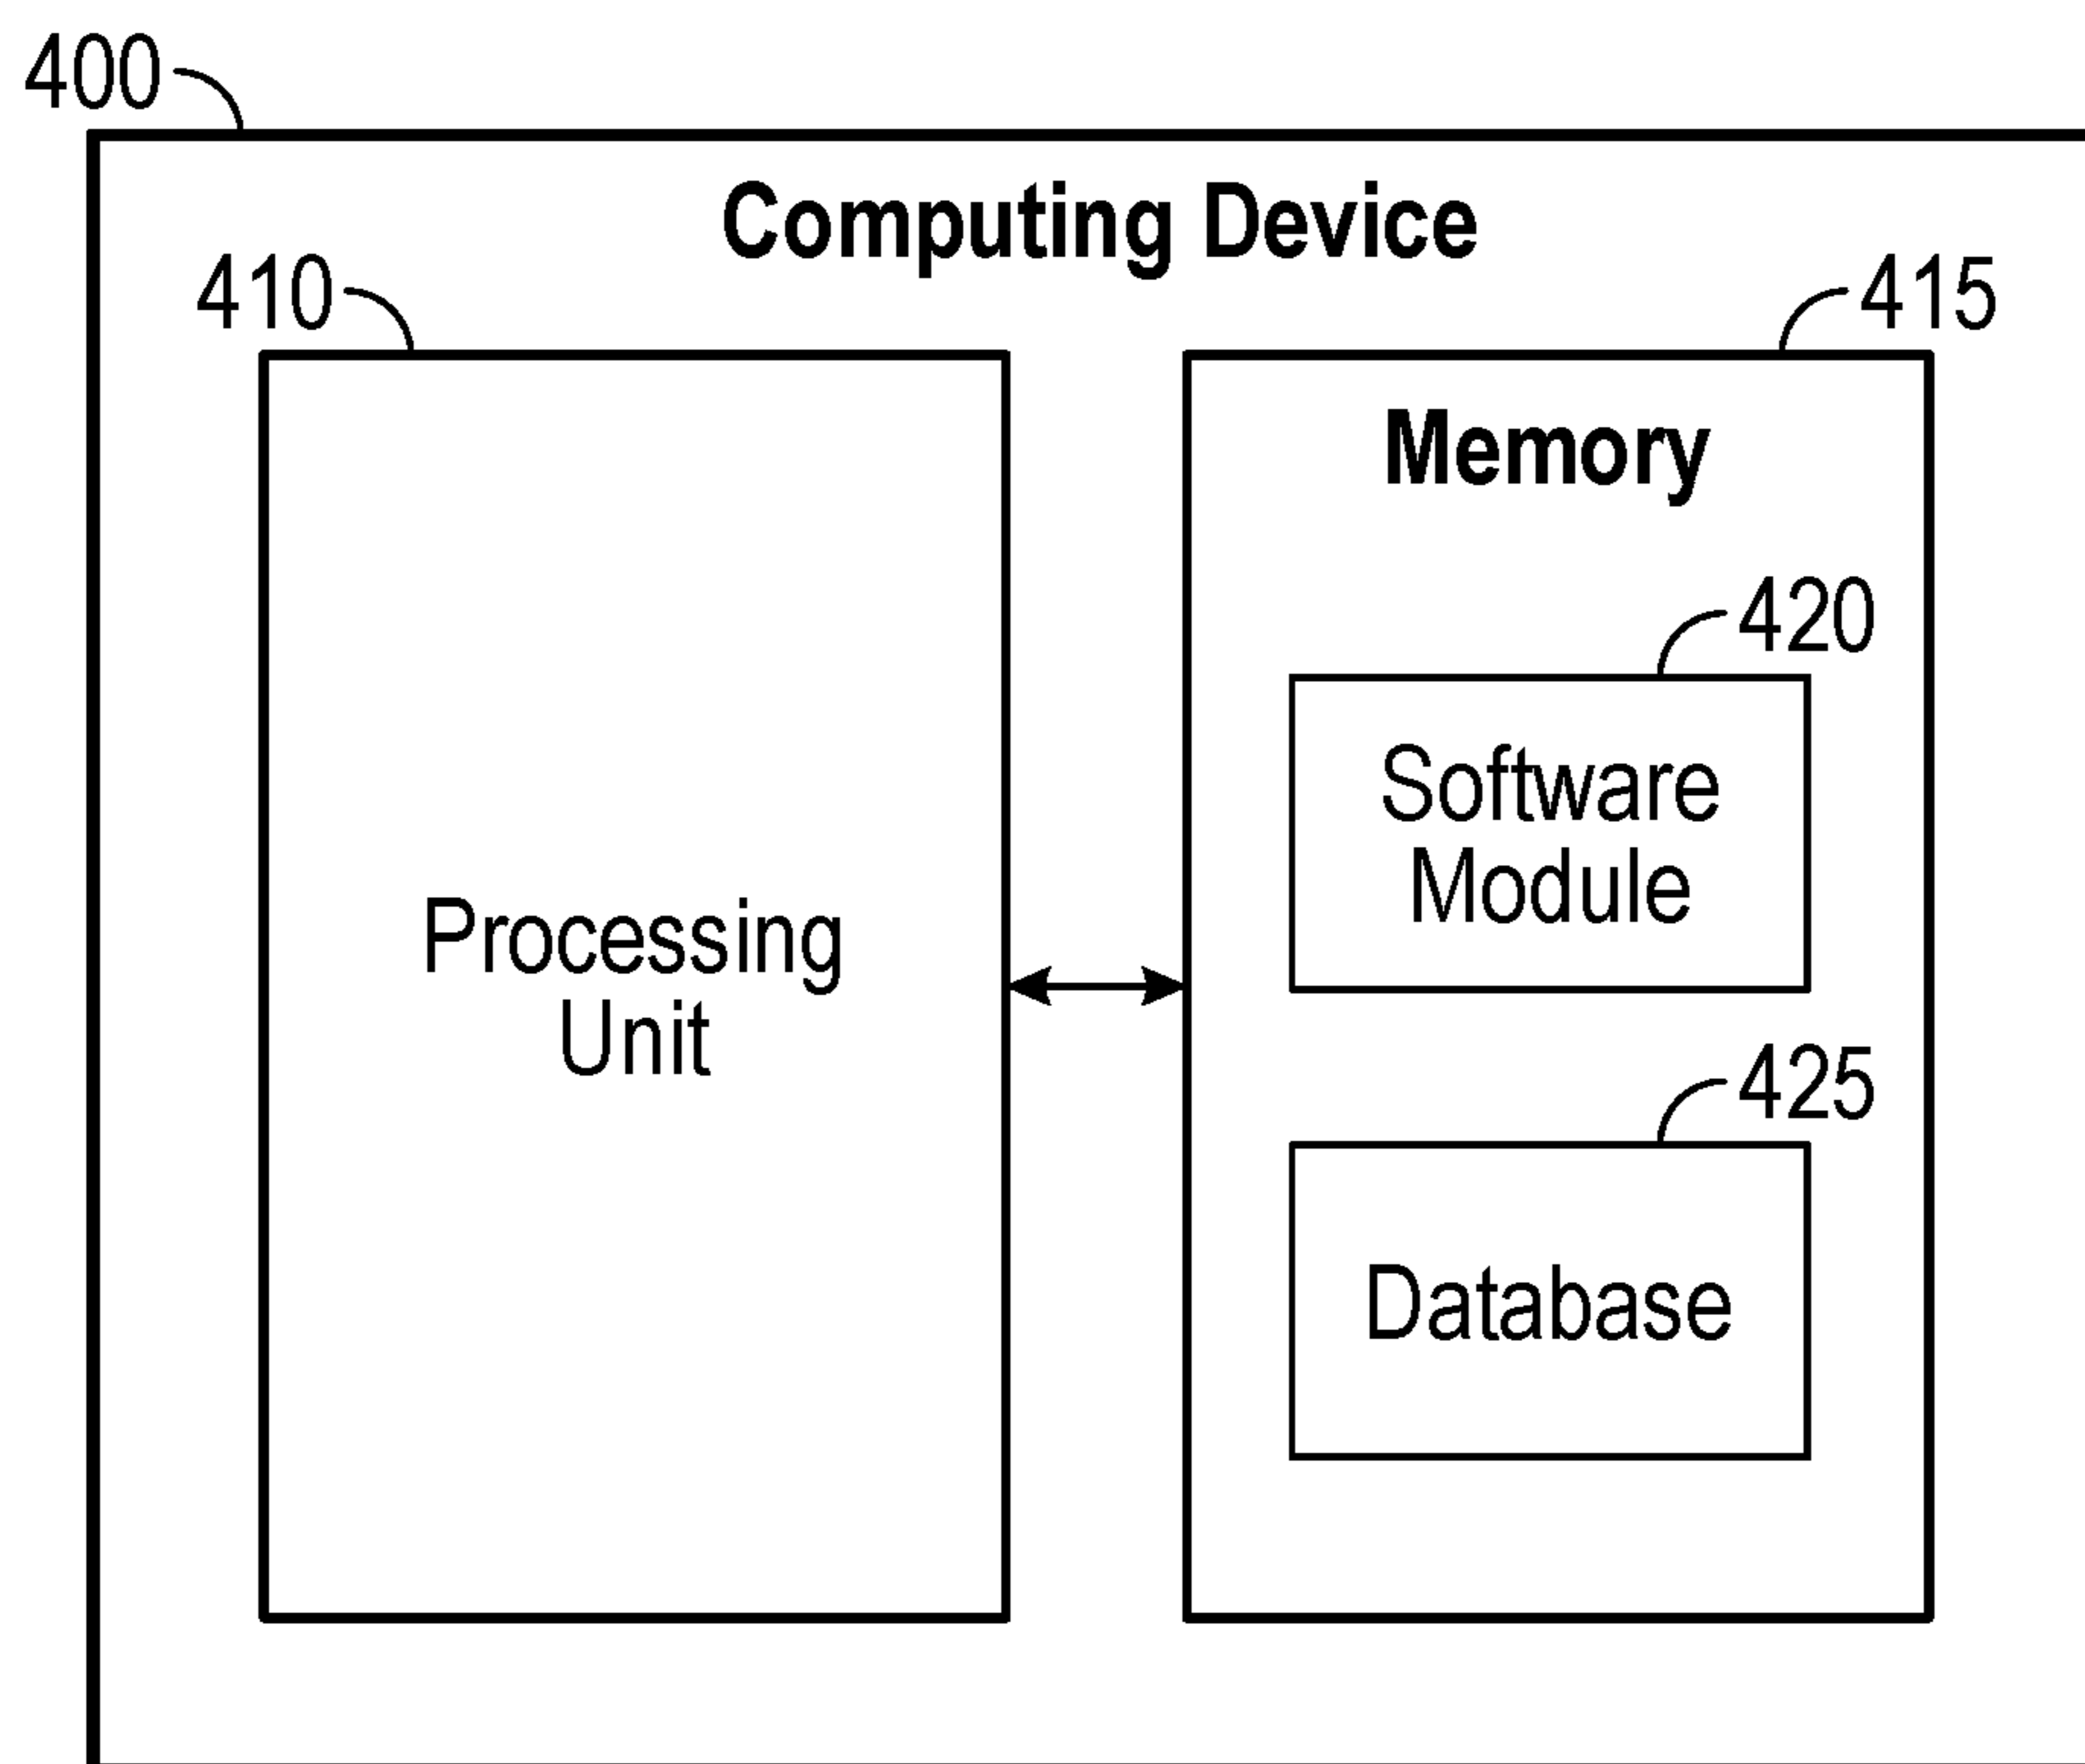 400
Computing Device
410
415
Memory
420
Software
Module
Processing
Unit
425
Database